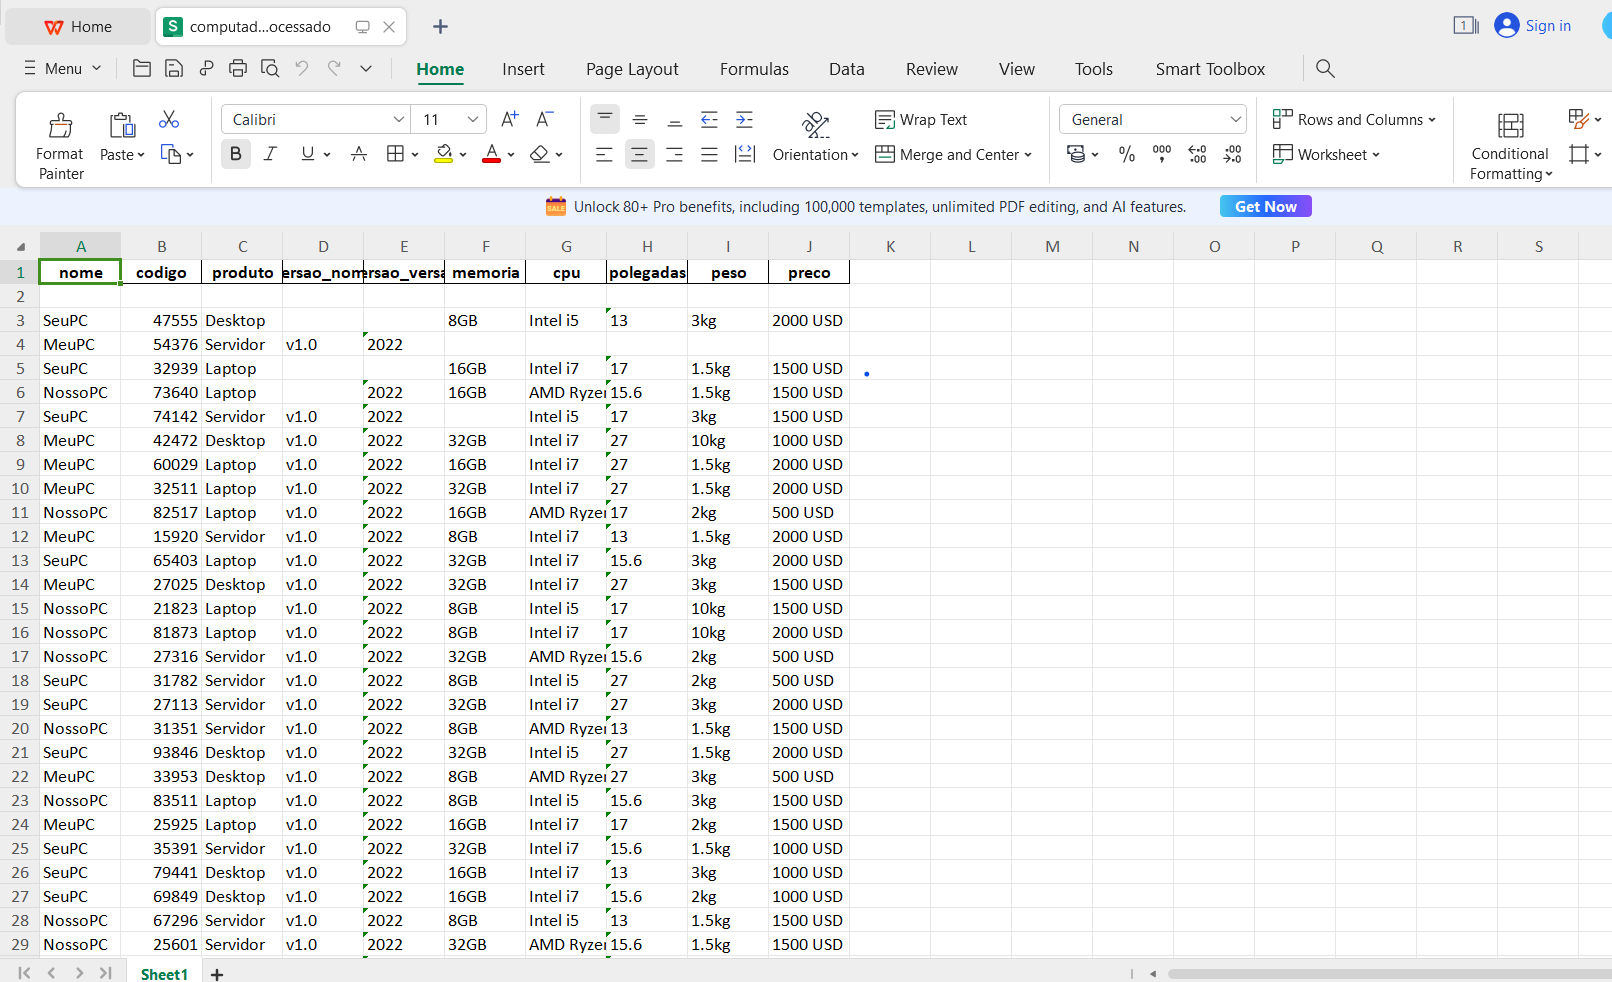 Home
computad...ocessado
1
Sign in
Menu
Home Insert Page Layout Formulas Data Review View Tools Smart Toolbox
Format Painter
Paste
Calibri
11
A+ A-
B I U A
Orientation
Wrap Text
Merge and Center
General
Rows and Columns
Worksheet
Conditional Formatting
SALE Unlock 80+ Pro benefits, including 100,000 templates, unlimited PDF editing, and AI features. Get Now
A B C D E F G H I J K L M N O P Q R S
1 nome codigo produto ersao_nom ersao_versa memoria cpu polegadas peso preco
2
3 SeuPC 47555 Desktop 8GB Intel i5 13 3kg 2000 USD
4 MeuPC 54376 Servidor v1.0 2022
5 SeuPC 32939 Laptop 16GB Intel i7 17 1.5kg 1500 USD
6 NossoPC 73640 Laptop 2022 16GB AMD Ryzer 15.6 1.5kg 1500 USD
7 SeuPC 74142 Servidor v1.0 2022 Intel i5 17 3kg 1500 USD
8 MeuPC 42472 Desktop v1.0 2022 32GB Intel i7 27 10kg 1000 USD
9 MeuPC 60029 Laptop v1.0 2022 16GB Intel i7 27 1.5kg 2000 USD
10 MeuPC 32511 Laptop v1.0 2022 32GB Intel i7 27 1.5kg 2000 USD
11 NossoPC 82517 Laptop v1.0 2022 16GB AMD Ryzer 17 2kg 500 USD
12 MeuPC 15920 Servidor v1.0 2022 8GB Intel i7 13 1.5kg 2000 USD
13 SeuPC 65403 Laptop v1.0 2022 32GB Intel i7 15.6 3kg 2000 USD
14 MeuPC 27025 Desktop v1.0 2022 32GB Intel i7 27 3kg 1500 USD
15 NossoPC 21823 Laptop v1.0 2022 8GB Intel i5 17 10kg 1500 USD
16 NossoPC 81873 Laptop v1.0 2022 8GB Intel i7 17 10kg 2000 USD
17 NossoPC 27316 Servidor v1.0 2022 32GB AMD Ryzer 15.6 2kg 500 USD
18 SeuPC 31782 Servidor v1.0 2022 8GB Intel i5 27 2kg 500 USD
19 SeuPC 27113 Servidor v1.0 2022 32GB Intel i7 27 3kg 2000 USD
20 NossoPC 31351 Servidor v1.0 2022 8GB AMD Ryzer 13 1.5kg 1500 USD
21 SeuPC 93846 Desktop v1.0 2022 32GB Intel i5 27 1.5kg 2000 USD
22 MeuPC 33953 Desktop v1.0 2022 8GB AMD Ryzer 27 3kg 500 USD
23 NossoPC 83511 Laptop v1.0 2022 8GB Intel i5 15.6 3kg 1500 USD
24 MeuPC 25925 Laptop v1.0 2022 16GB Intel i7 17 2kg 1500 USD
25 SeuPC 35391 Servidor v1.0 2022 32GB Intel i7 15.6 1.5kg 1000 USD
26 SeuPC 79441 Desktop v1.0 2022 16GB Intel i7 13 3kg 1000 USD
27 SeuPC 69849 Desktop v1.0 2022 16GB Intel i7 15.6 2kg 1000 USD
28 NossoPC 67296 Servidor v1.0 2022 8GB Intel i5 13 1.5kg 1500 USD
29 NossoPC 25601 Servidor v1.0 2022 32GB AMD Ryzer 15.6 1.5kg 1500 USD
Sheet1